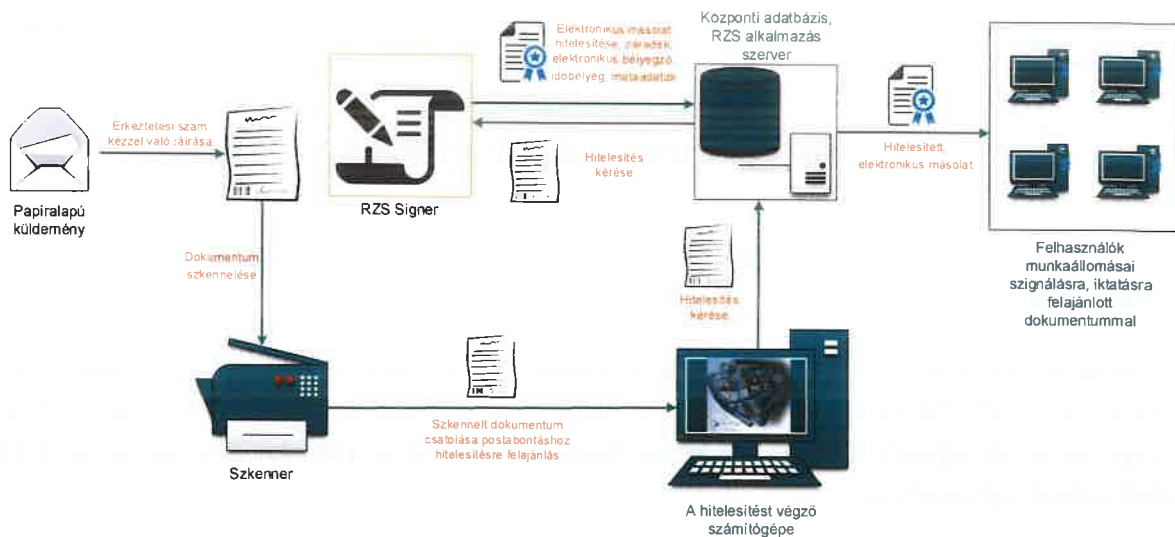 Elektronikus másolat
hitelesítése, záradék,
elektronikus bélyegző,
időbélyeg, metaadatok
Központi adatbázis,
RZS alkalmazás
szerver
Érkeztetési szám
kézzel való ráírása
Papíralapú
küldemény
RZS Signer
Hitelesítés
kérése
Hitelesített,
elektronikus másolat
Felhasználók
munkaállomásai
szignálásra, iktatásra
felajánlott
dokumentummal
Dokumentum
szkennelése
Hitelesítés
kérése
Szkenner
Szkennelt dokumentum
csatolása postabontáshoz
hitelesítésre felajánlás
A hitelesítést végző
számítógépe